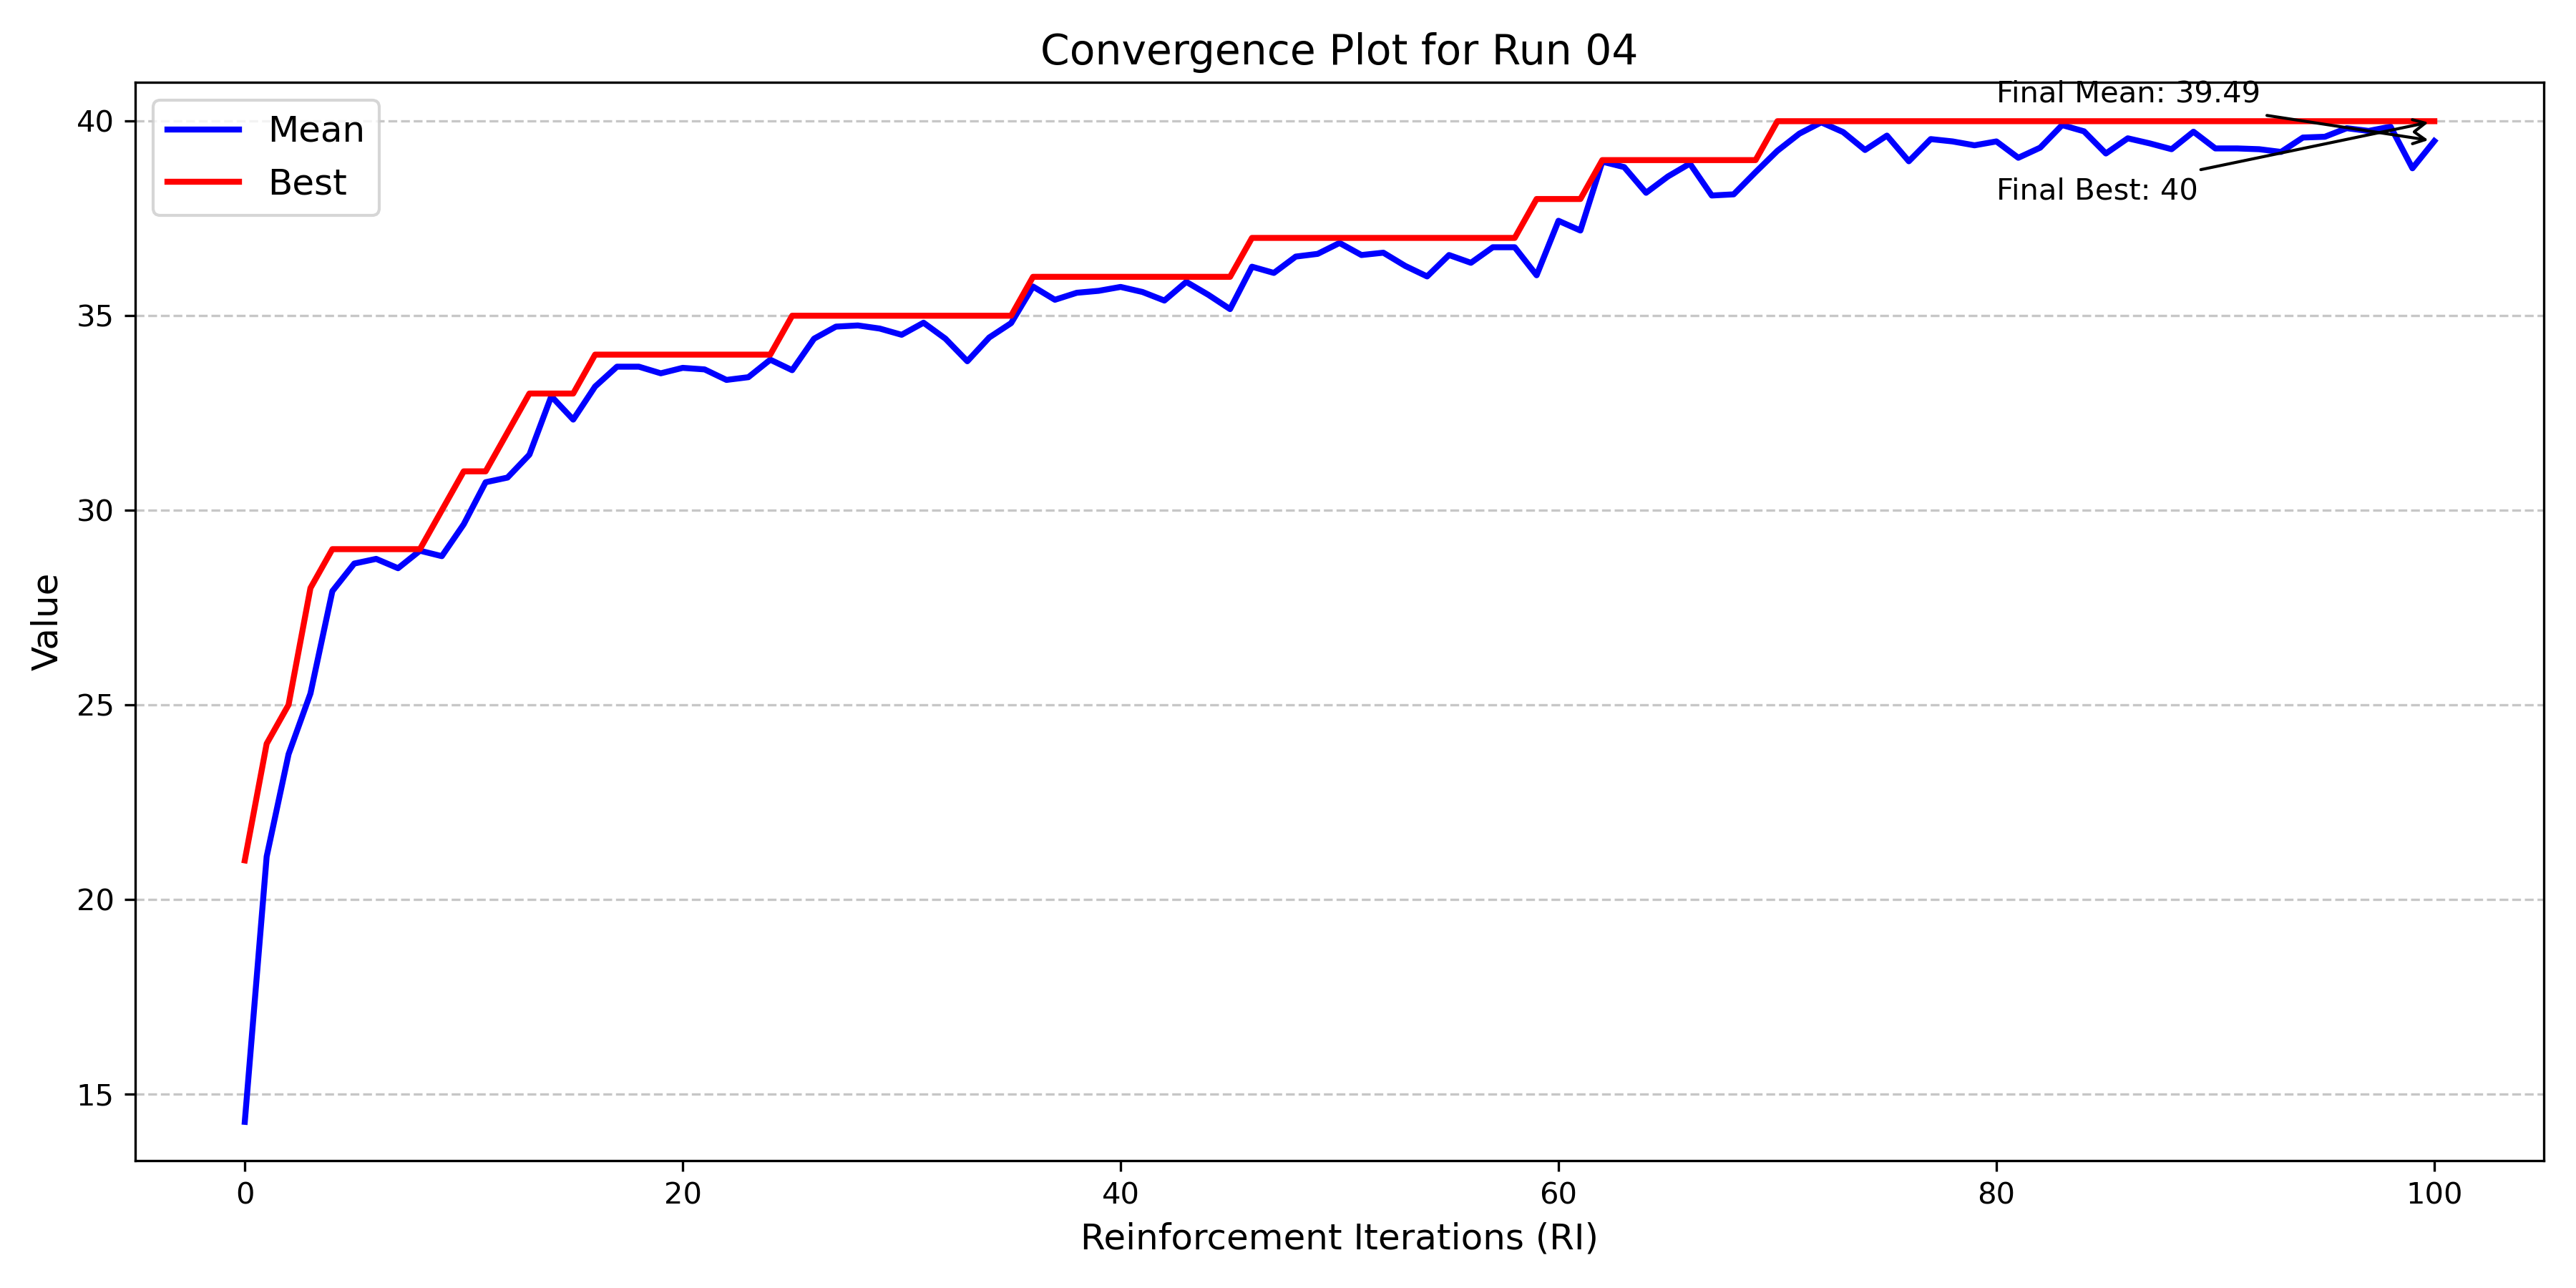 Convergence Plot for Run 04
Mean
Best
Final Mean: 39.49
Final Best: 40
Value
40
35
30
25
20
15
0
20
40
60
80
100
Reinforcement Iterations (RI)